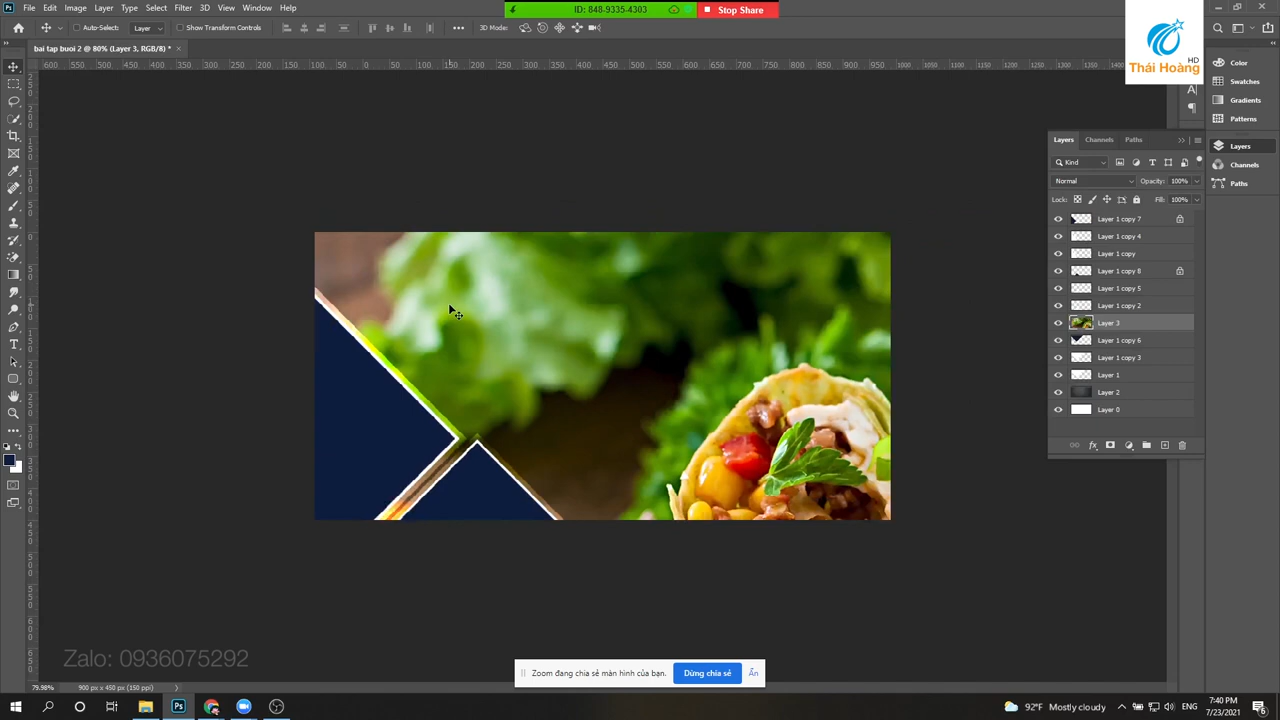 File Edit Image Layer Type Select Filter 3D View Window Help
ID: 848-9335-4303 Stop Share
Auto-Select: Layer Show Transform Controls 3D Mode:
bai tap buoi 2 @ 80% (Layer 3, RGB/8) *
HD
Thái Hoàng
Color
Swatches
Gradients
Patterns
Layers
Channels
Paths
Layers Channels Paths
Kind
Normal Opacity: 100%
Lock: Fill: 100%
Layer 1 copy 7
Layer 1 copy 4
Layer 1 copy
Layer 1 copy 8
Layer 1 copy 5
Layer 1 copy 2
Layer 3
Layer 1 copy 6
Layer 1 copy 3
Layer 1
Layer 2
Layer 0
Zalo: 0936075292
Zoom đang chia sẻ màn hình của bạn. Dừng chia sẻ Ẩn
79.98% 900 px x 450 px (150 ppi)
92°F Mostly cloudy
7:40 PM
7/23/2021